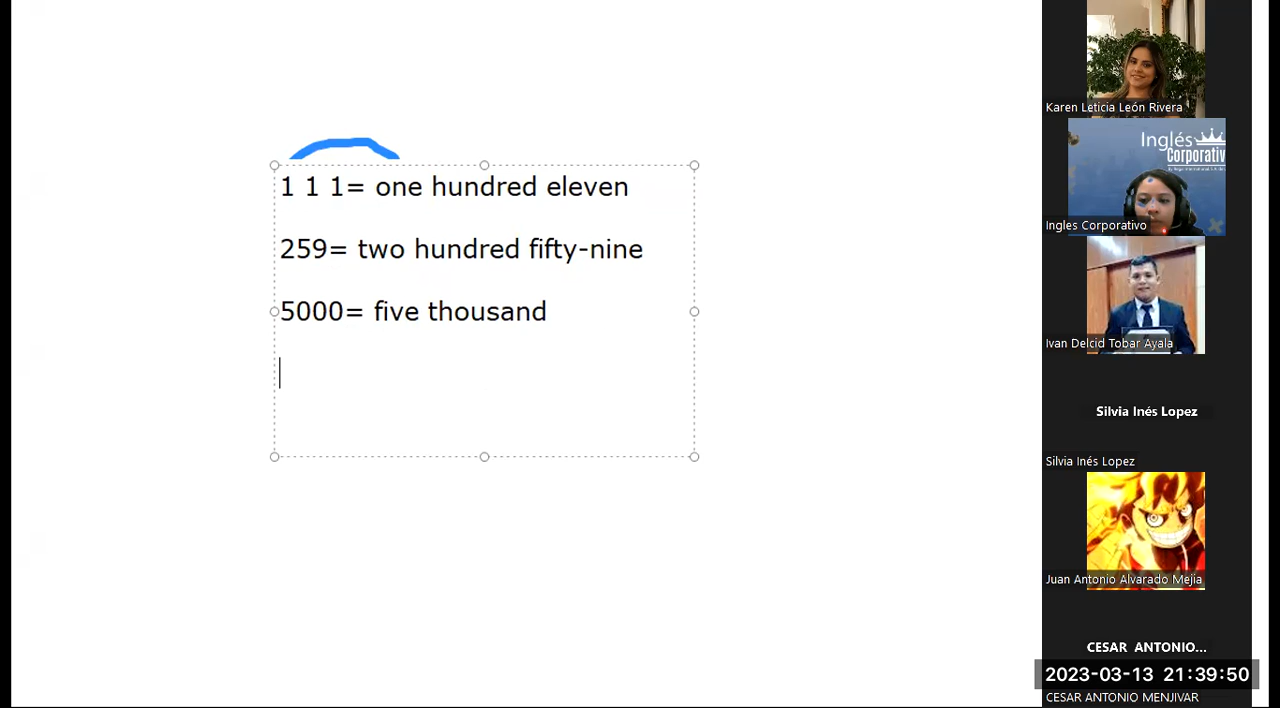 1 1 1= one hundred eleven
259= two hundred fifty-nine
5000= five thousand
Karen Leticia León Rivera
Inglés
Corporativ
Ingles Corporativo
Ivan Delcid Tobar Ayala
Silvia Inés Lopez
Silvia Inés Lopez
Juan Antonio Alvarado Mejía
CESAR ANTONIO...
2023-03-13 21:39:50
CESAR ANTONIO MENJIVAR